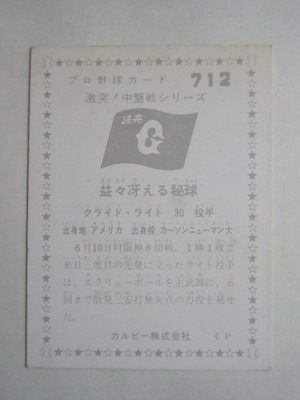 プロ野球カード 712
激突!中盤戦シリーズ
読売
G
益々冴える秘球
クライド・ライト 30 投手
出身地 アメリカ 出身校 カーソンニューマン大
6月10日対阪神8回戦。1勝1敗で
来日三度目の先発に立ったライト投手
は、スクリューボールを主武器に、五
回まで散発三安打無失点の力投を見せ
た。
カルビー株式会社 CP